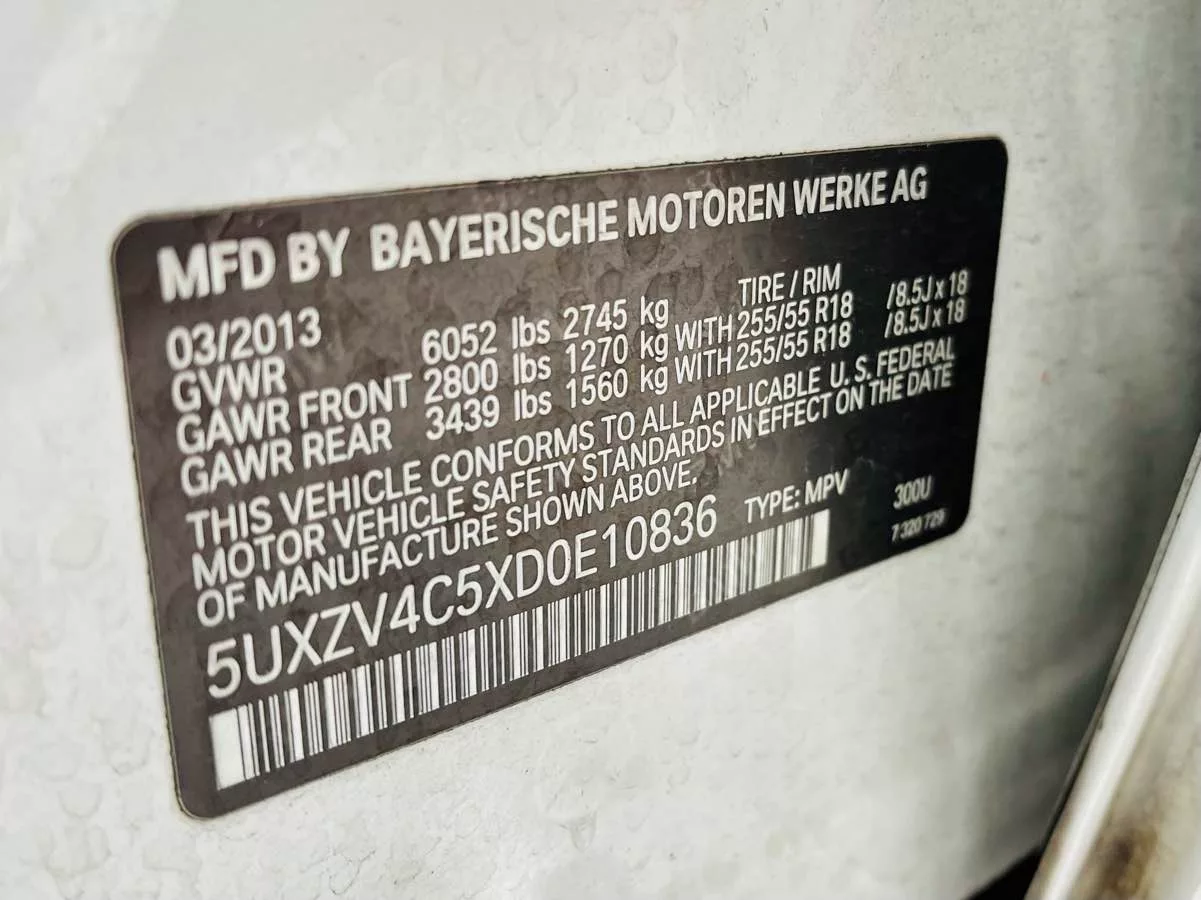 MFD BY BAYERISCHE MOTOREN WERKE AG
03/2013 TIRE / RIM
GVWR 6052 lbs 2745 kg
GAWR FRONT 2800 lbs 1270 kg WITH 255/55 R18 /8.5J x 18
GAWR REAR 3439 lbs 1560 kg WITH 255/55 R18 /8.5J x 18
THIS VEHICLE CONFORMS TO ALL APPLICABLE U.S. FEDERAL
MOTOR VEHICLE SAFETY STANDARDS IN EFFECT ON THE DATE
OF MANUFACTURE SHOWN ABOVE.
5UXZV4C5XD0E10836 TYPE: MPV 300U
7 320 729